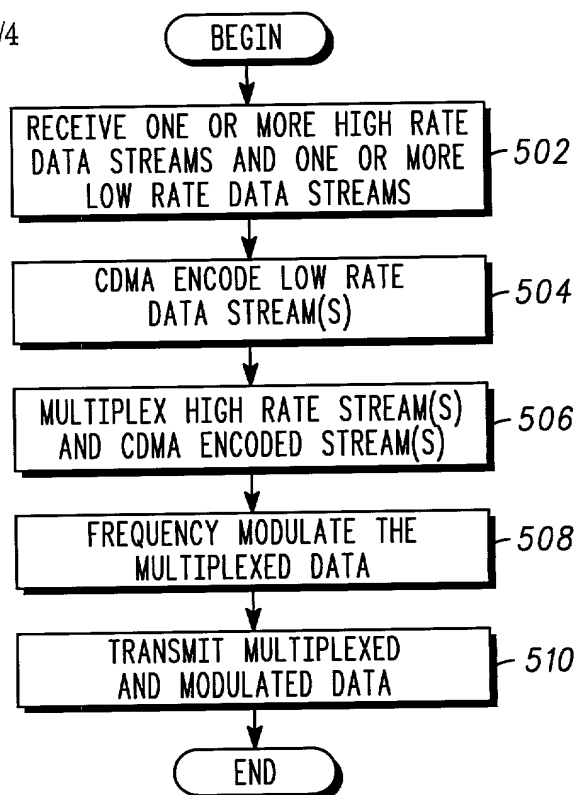 /4
BEGIN
RECEIVE ONE OR MORE HIGH RATE
DATA STREAMS AND ONE OR MORE
LOW RATE DATA STREAMS
502
CDMA ENCODE LOW RATE
DATA STREAM(S)
504
MULTIPLEX HIGH RATE STREAM(S)
AND CDMA ENCODED STREAM(S)
506
FREQUENCY MODULATE THE
MULTIPLEXED DATA
508
TRANSMIT MULTIPLEXED
AND MODULATED DATA
510
END